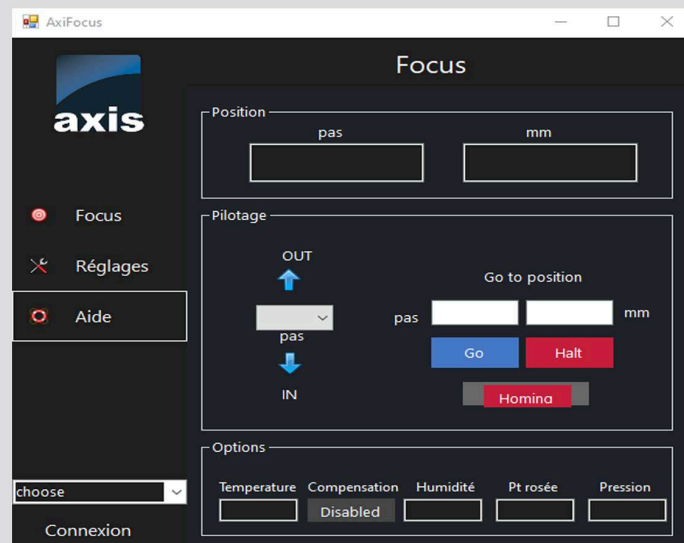 AxiFocus
axis
Focus
Réglages
Aide
choose
Connexion
Focus
Position
pas
mm
Pilotage
OUT
pas
IN
Go to position
pas
mm
Go
Halt
Homing
Options
Temperature
Compensation
Humidité
Pt rosée
Pression
Disabled